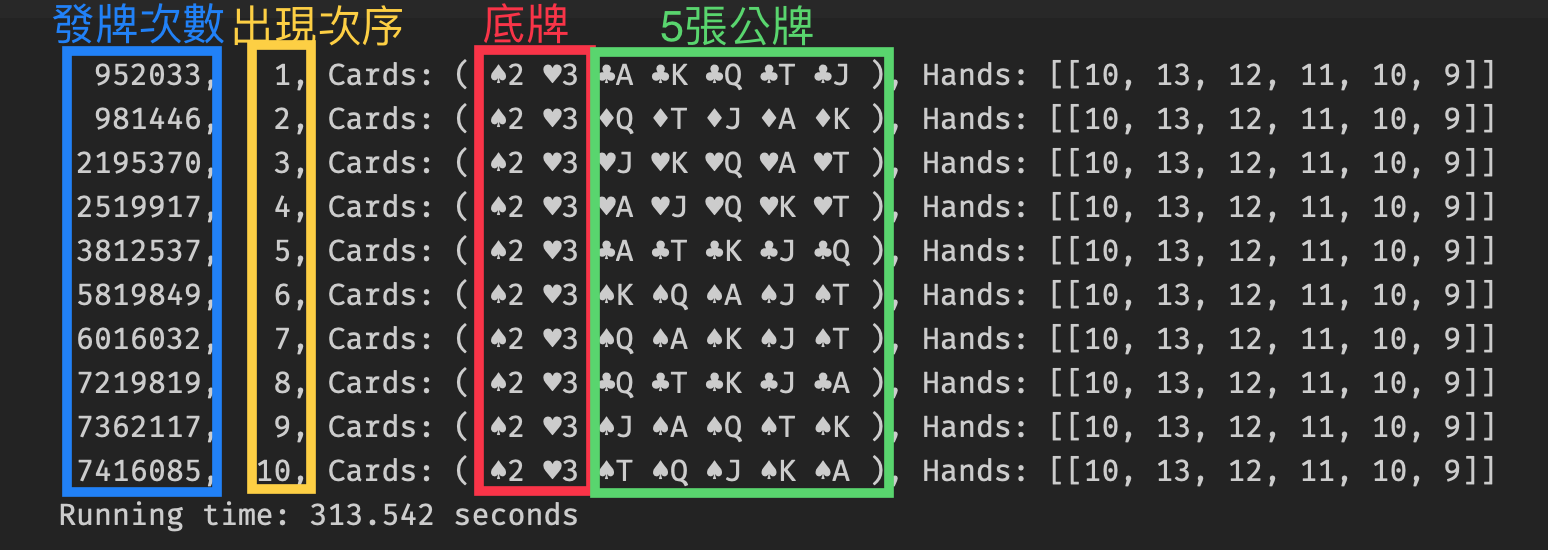 發牌次數 出現次序 底牌 5張公牌
952033, 1, Cards: ( ♠2 ♥3 ♣A ♣K ♣Q ♣T ♣J ), Hands: [[10, 13, 12, 11, 10, 9]]
981446, 2, Cards: ( ♠2 ♥3 ♦Q ♦T ♦J ♦A ♦K ), Hands: [[10, 13, 12, 11, 10, 9]]
2195370, 3, Cards: ( ♠2 ♥3 ♥J ♥K ♥Q ♥A ♥T ), Hands: [[10, 13, 12, 11, 10, 9]]
2519917, 4, Cards: ( ♠2 ♥3 ♥A ♥J ♥Q ♥K ♥T ), Hands: [[10, 13, 12, 11, 10, 9]]
3812537, 5, Cards: ( ♠2 ♥3 ♣A ♣T ♣K ♣J ♣Q ), Hands: [[10, 13, 12, 11, 10, 9]]
5819849, 6, Cards: ( ♠2 ♥3 ♠K ♠Q ♠A ♠J ♠T ), Hands: [[10, 13, 12, 11, 10, 9]]
6016032, 7, Cards: ( ♠2 ♥3 ♠Q ♠A ♠K ♠J ♠T ), Hands: [[10, 13, 12, 11, 10, 9]]
7219819, 8, Cards: ( ♠2 ♥3 ♣Q ♣T ♣K ♣J ♣A ), Hands: [[10, 13, 12, 11, 10, 9]]
7362117, 9, Cards: ( ♠2 ♥3 ♠J ♠A ♠Q ♠T ♠K ), Hands: [[10, 13, 12, 11, 10, 9]]
7416085, 10, Cards: ( ♠2 ♥3 ♠T ♠Q ♠J ♠K ♠A ), Hands: [[10, 13, 12, 11, 10, 9]]
Running time: 313.542 seconds